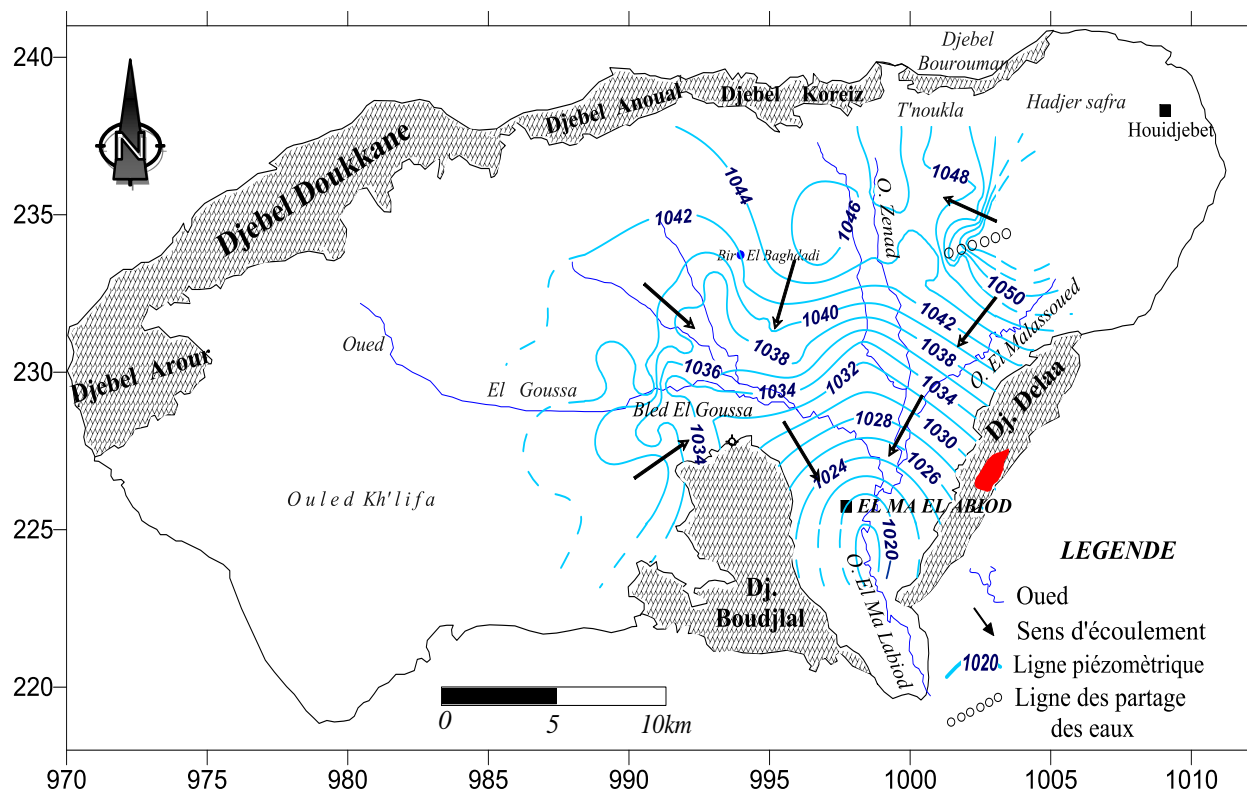 240
235
230
225
220
970
975
980
985
990
995
1000
1005
1010
N
Djebel
Bourouman
Djebel Anoual
Djebel Koreiz
T'noukla
Hadjer safra
Houidjebet
Djebel Doukkane
Djebel Arour
1042
1044
1046
1048
O. Zenad
Bir El Baghdadi
1050
1042
1040
1038
1038
1036
1034
1032
1034
1030
1028
1026
1024
1020
1034
O. El Malassoued
Dj. Delaa
Oued
El Goussa
Bled El Goussa
Ouled Kh'lifa
EL MA EL ABIOD
Dj.
Boudjlal
O. El Ma Labiod
0 5 10km
LEGENDE
Oued
Sens d'écoulement
1020 Ligne piézomètrique
Ligne des partage
des eaux